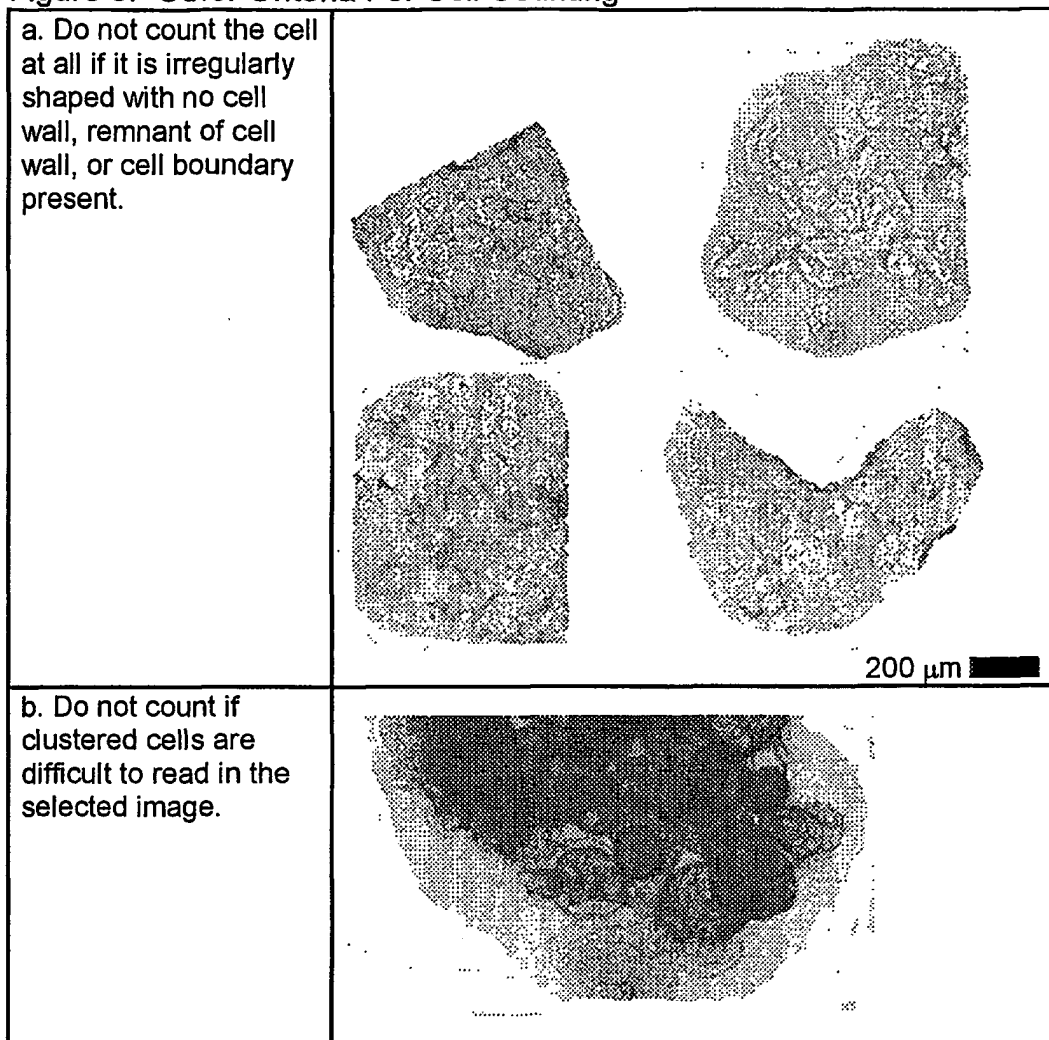 a. Do not count the cell
at all if it is irregularly
shaped with no cell
wall, remnant of cell
wall, or cell boundary
present.
200 μm
b. Do not count if
clustered cells are
difficult to read in the
selected image.